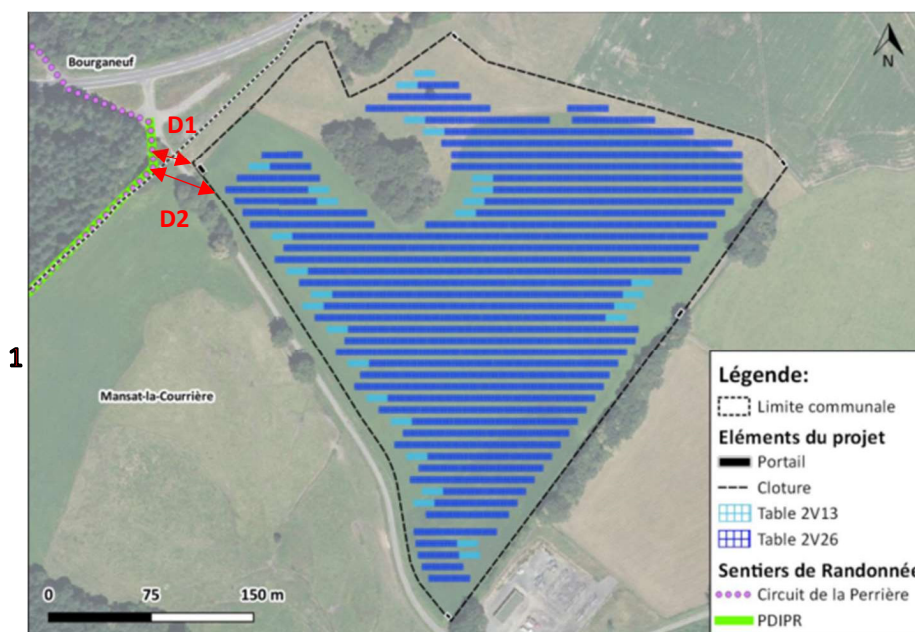 Bourganeuf
N
D1
D2
1
Mansat-la-Courrière
Légende:
Limite communale
Eléments du projet
Portail
Cloture
Table 2V13
Table 2V26
Sentiers de Randonnée
Circuit de la Perrière
PDIPR
0 75 150 m